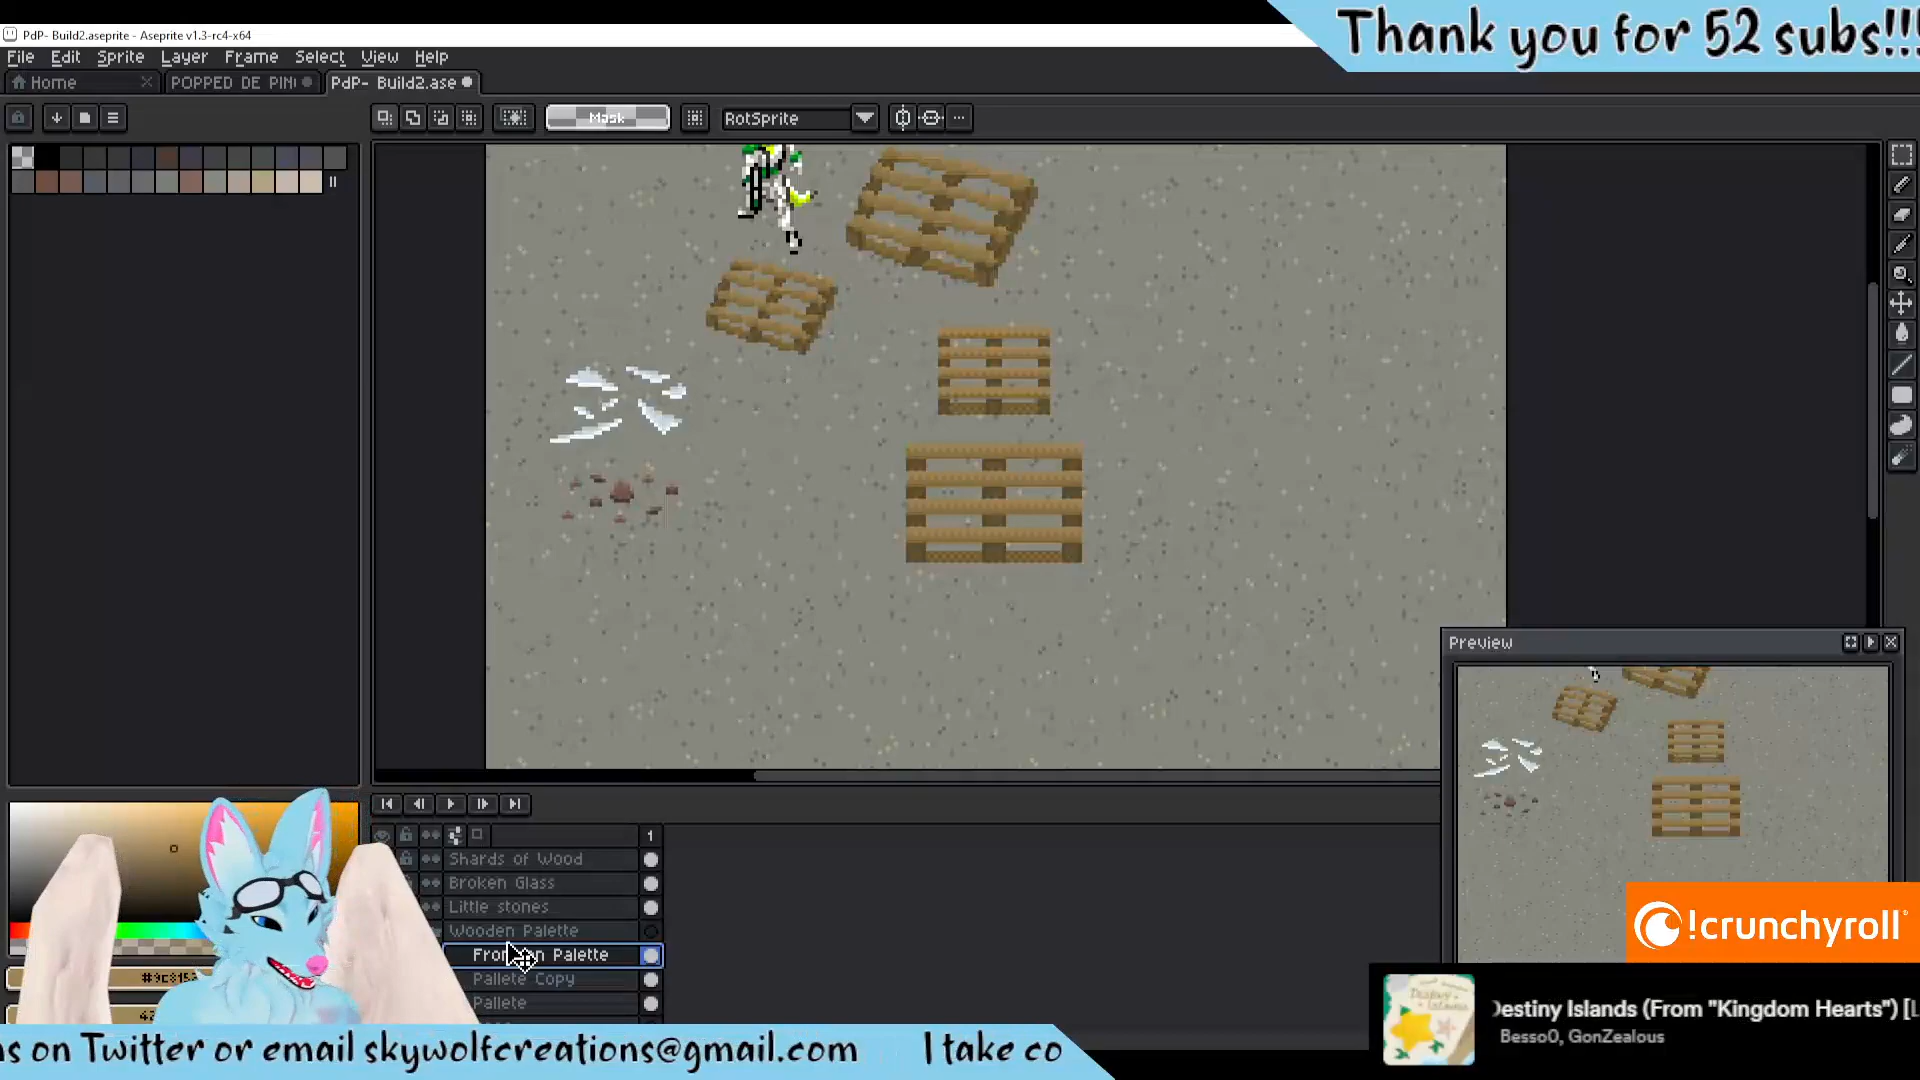 Thank you for 52 subs!!!
PdP- Build2.aseprite - Aseprite v1.3-rc4-x64
File Edit Sprite Layer Frame Select View Help
Home
POPPED DE PIN
PdP- Build2.ase
Mask
RotSprite
Preview
1
Shards of Wood
Broken Glass
Little stones
Wooden Palette
Palette
Pallete Copy
Pallete
!crunchyroll
Destiny Islands (From "Kingdom Hearts") [L
BessoO, GonZealous
s on Twitter or email skywolfcreations@gmail.com I take co